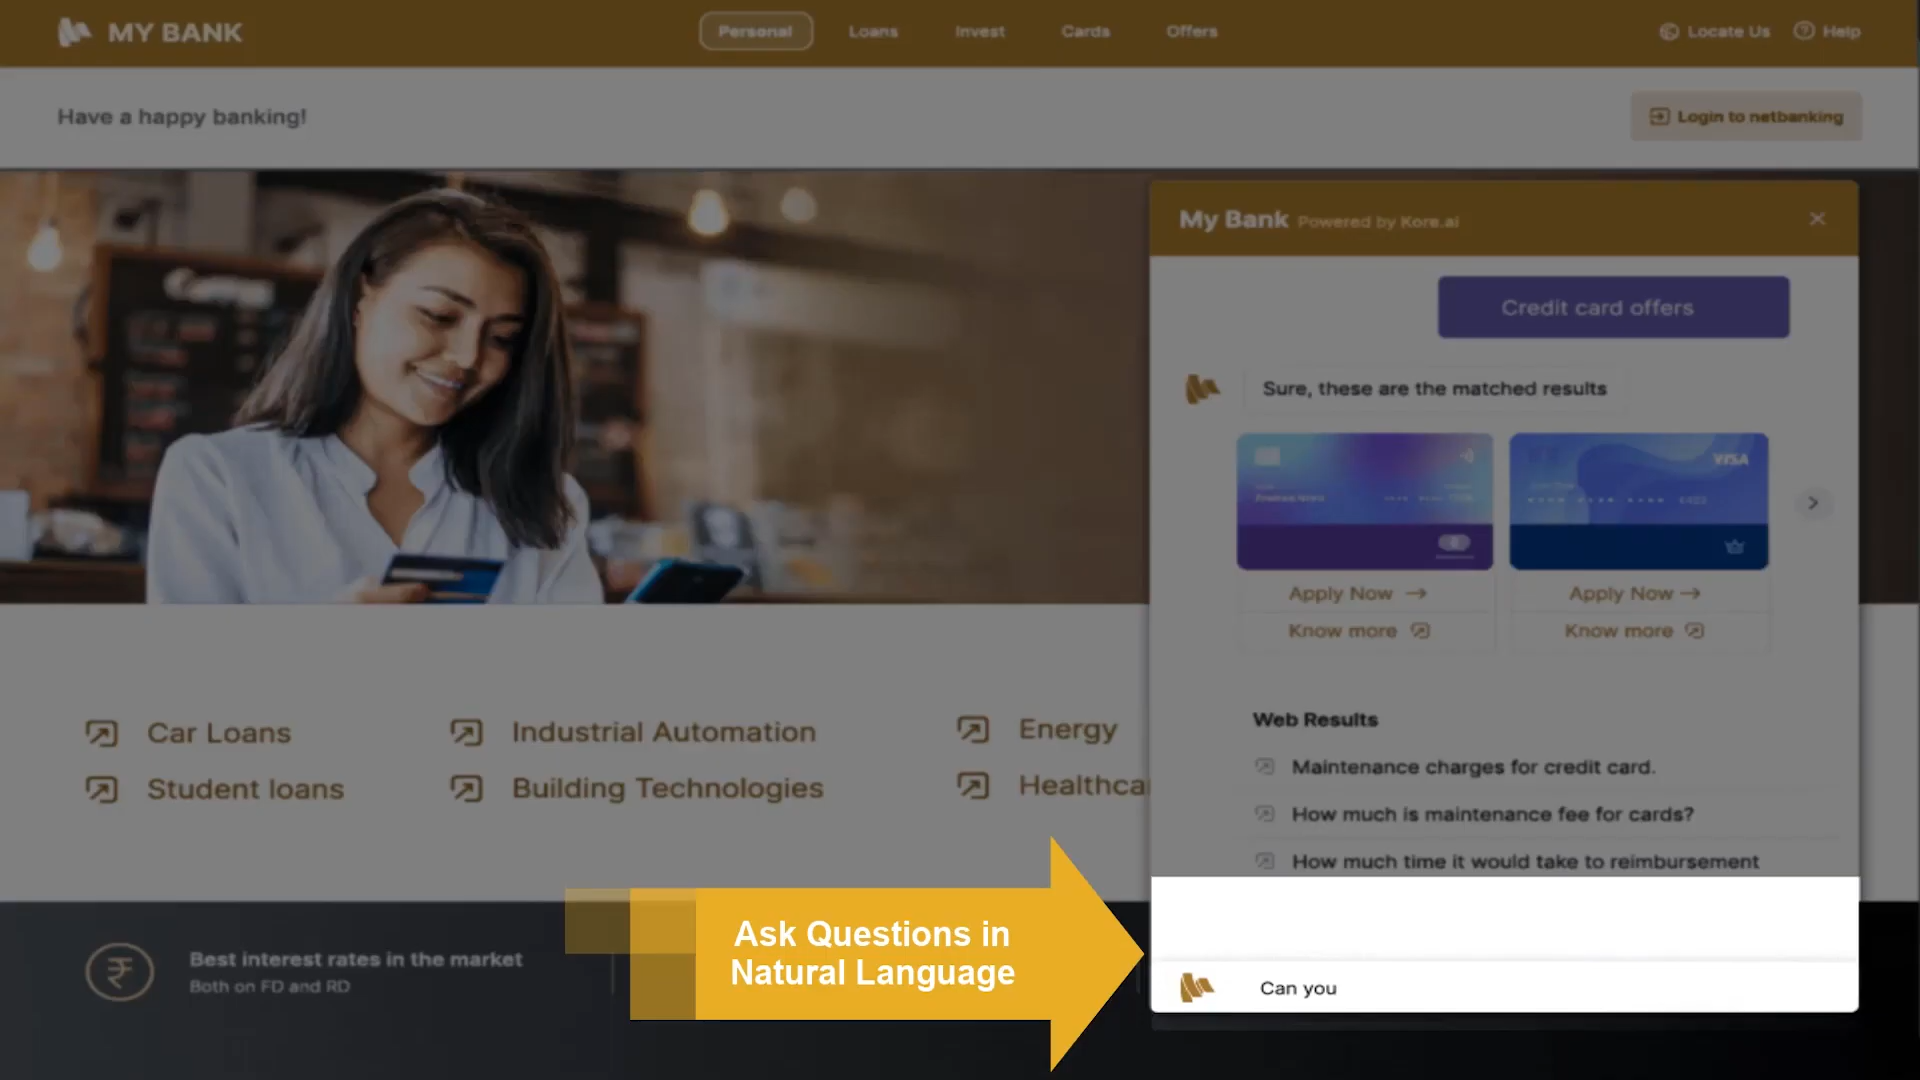 MY BANK
Personal
Loans
Invest
Cards
Offers
Locate Us
Help
Have a happy banking!
Login to netbanking
My Bank Powered by Kore.ai
Credit card offers
Sure, these are the matched results
VISA
Apply Now
Know more
Apply Now
Know more
Web Results
Maintenance charges for credit card.
How much is maintenance fee for cards?
How much time it would take to reimbursement
Car Loans
Industrial Automation
Energy
Student loans
Building Technologies
Healthca
Best interest rates in the market
Both on FD and RD
Ask Questions in
Natural Language
Can you